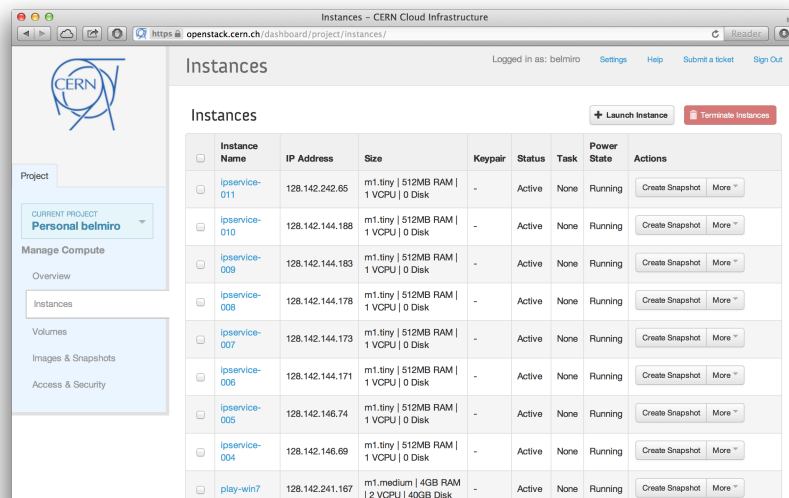 Instances - CERN Cloud Infrastructure
https openstack.cern.ch/dashboard/project/instances/
Reader
CERN
Instances
Logged in as: belmiro Settings Help Submit a ticket Sign Out
Project
CURRENT PROJECT
Personal belmiro
Manage Compute
Overview
Instances
Volumes
Images & Snapshots
Access & Security
Instances
Launch Instance
Terminate Instances
Instance Name IP Address Size Keypair Status Task Power State Actions
ipservice-011 128.142.242.65 m1.tiny | 512MB RAM | 1 VCPU | 0 Disk - Active None Running Create Snapshot More
ipservice-010 128.142.144.188 m1.tiny | 512MB RAM | 1 VCPU | 0 Disk - Active None Running Create Snapshot More
ipservice-009 128.142.144.183 m1.tiny | 512MB RAM | 1 VCPU | 0 Disk - Active None Running Create Snapshot More
ipservice-008 128.142.144.178 m1.tiny | 512MB RAM | 1 VCPU | 0 Disk - Active None Running Create Snapshot More
ipservice-007 128.142.144.173 m1.tiny | 512MB RAM | 1 VCPU | 0 Disk - Active None Running Create Snapshot More
ipservice-006 128.142.144.171 m1.tiny | 512MB RAM | 1 VCPU | 0 Disk - Active None Running Create Snapshot More
ipservice-005 128.142.146.74 m1.tiny | 512MB RAM | 1 VCPU | 0 Disk - Active None Running Create Snapshot More
ipservice-004 128.142.146.69 m1.tiny | 512MB RAM | 1 VCPU | 0 Disk - Active None Running Create Snapshot More
play-win7 128.142.241.167 m1.medium | 4GB RAM | 2 VCPU | 40GB Disk - Active None Running Create Snapshot More